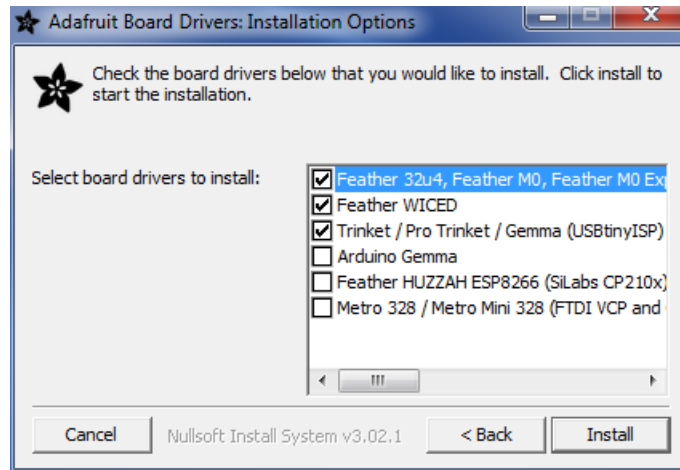 Adafruit Board Drivers: Installation Options
Check the board drivers below that you would like to install. Click install to
start the installation.
Select board drivers to install:
Feather 32u4, Feather M0, Feather M0
Feather WICED
Trinket / Pro Trinket / Gemma (USBtinyISP)
Arduino Gemma
Feather HUZZAH ESP8266 (SiLabs CP210x)
Metro 328 / Metro Mini 328 (FTDI VCP and
Cancel
Nullsoft Install System v3.02.1
< Back
Install